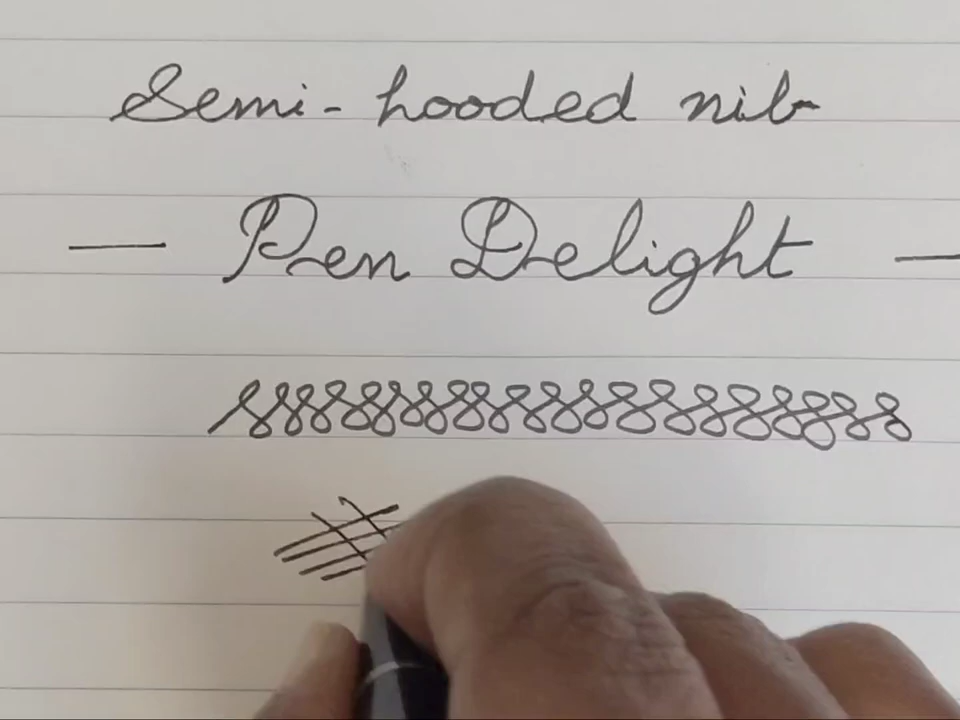 Semi-hooded nib
— Pen Delight —